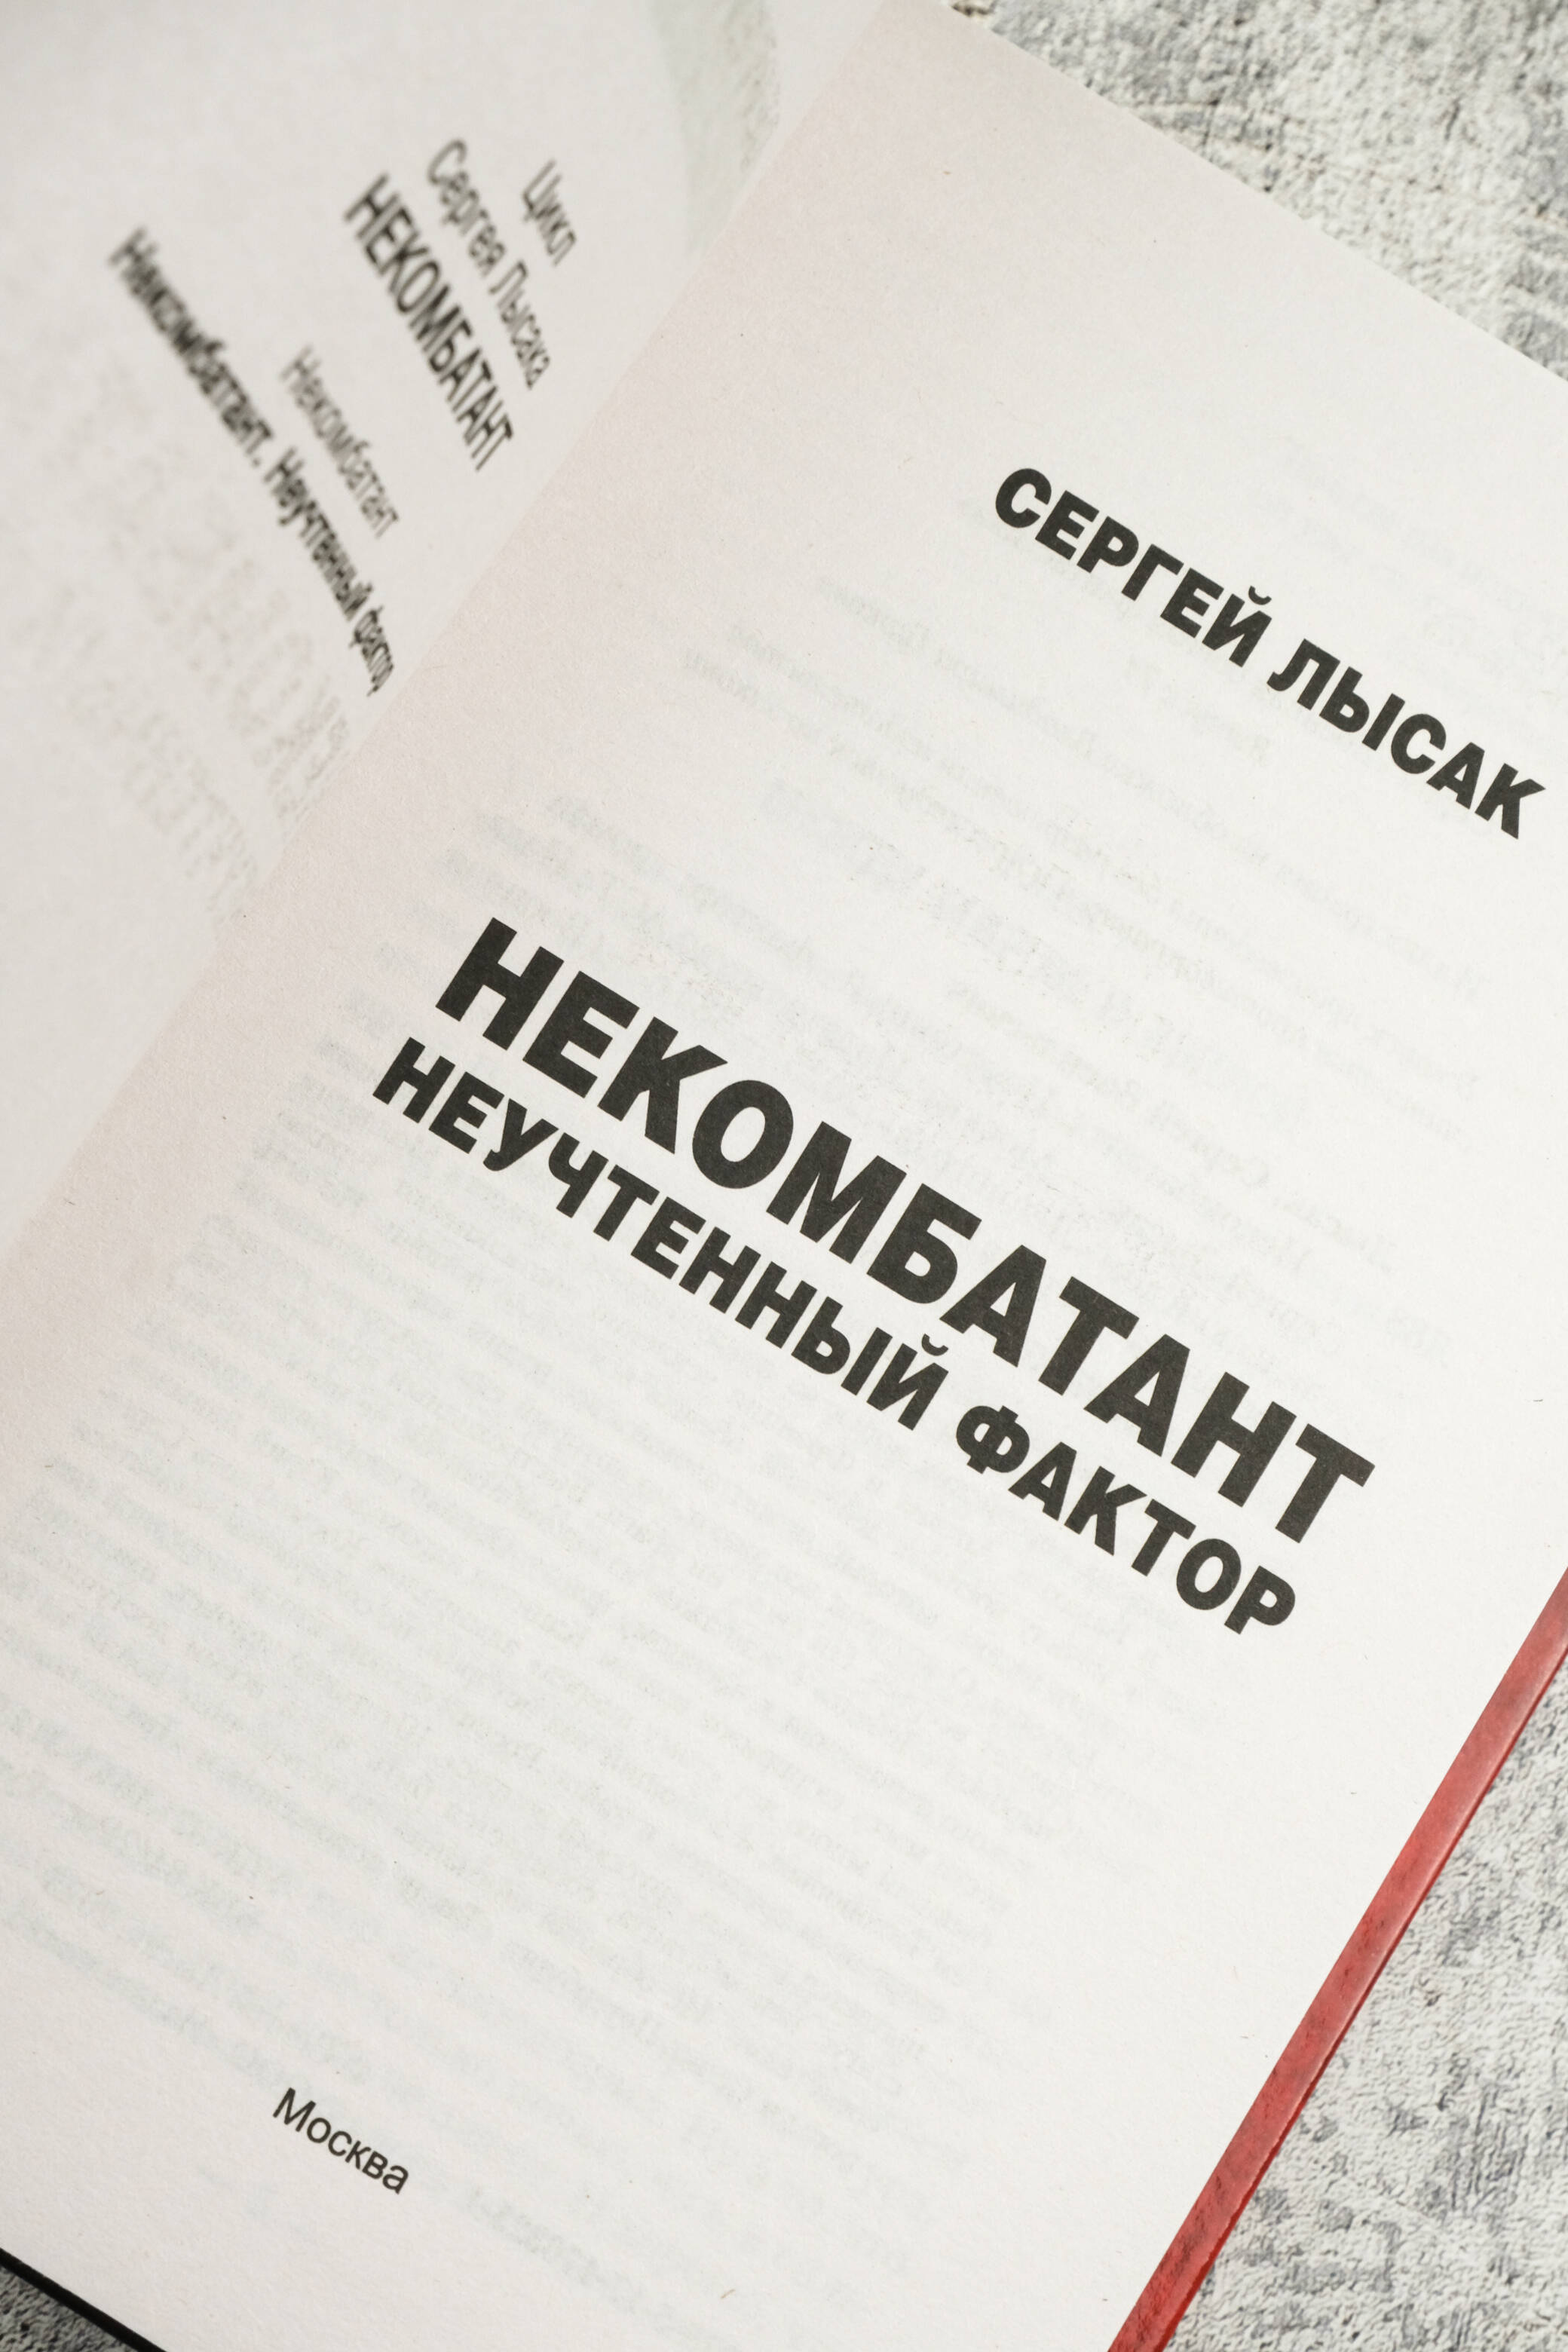 Цикл
Сергея Лысака
НЕКОМБАТАНТ
Некомбатант
Некомбатант. Неучтенный фактор
СЕРГЕЙ ЛЫСАК
НЕКОМБАТАНТ
НЕУЧТЕННЫЙ ФАКТОР
Москва